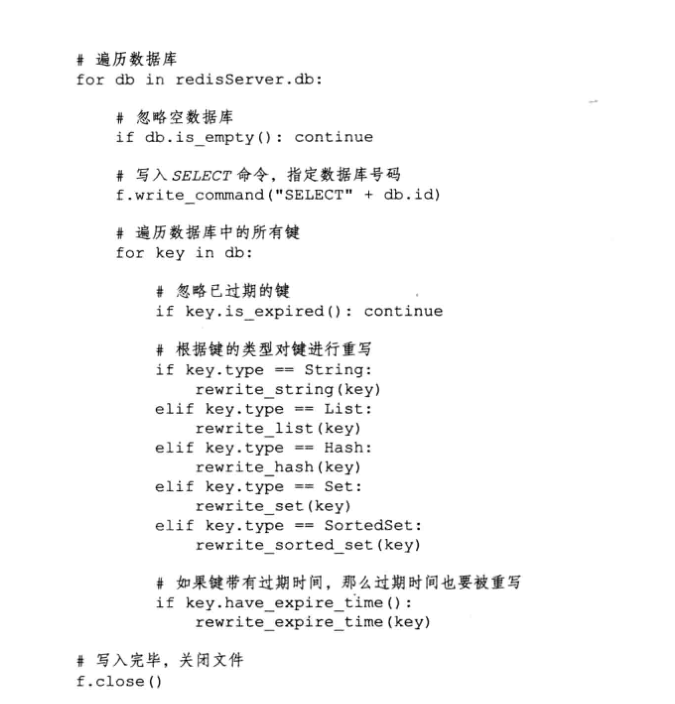 # 遍历数据库
for db in redisServer.db:
# 忽略空数据库
if db.is_empty(): continue
# 写入 SELECT 命令，指定数据库号码
f.write_command("SELECT" + db.id)
# 遍历数据库中的所有键
for key in db:
# 忽略已过期的键
if key.is_expired(): continue
# 根据键的类型对键进行重写
if key.type == String:
rewrite_string(key)
elif key.type == List:
rewrite_list(key)
elif key.type == Hash:
rewrite_hash(key)
elif key.type == Set:
rewrite_set(key)
elif key.type == SortedSet:
rewrite_sorted_set(key)
# 如果键带有过期时间，那么过期时间也要被重写
if key.have_expire_time():
rewrite_expire_time(key)
# 写入完毕，关闭文件
f.close()